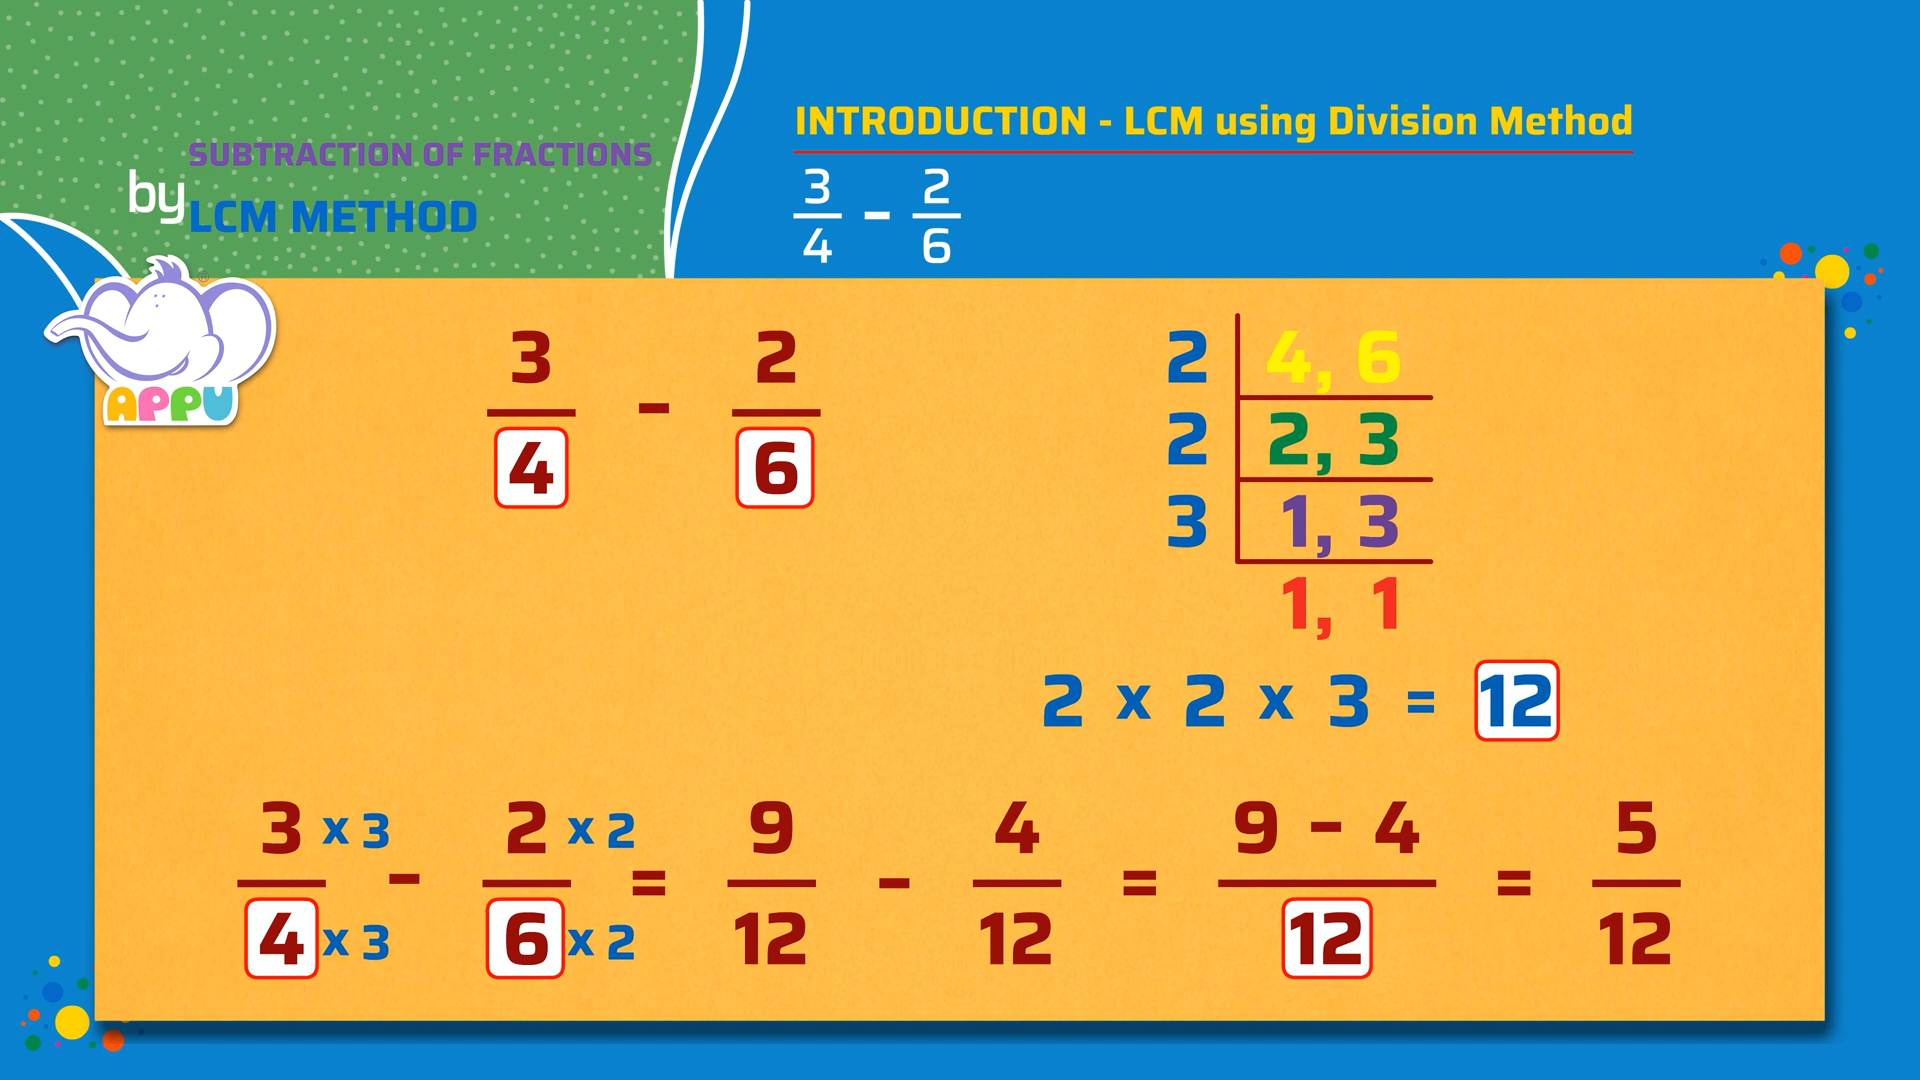 SUBTRACTION OF FRACTIONS
by LCM METHOD
INTRODUCTION - LCM using Division Method
3/4 - 2/6
APPU
®
3/4 - 2/6
2 | 4, 6
2 | 2, 3
3 | 1, 3
1, 1
2 x 2 x 3 = 12
3 x 3 / 4 x 3 - 2 x 2 / 6 x 2 = 9/12 - 4/12 = 9 - 4 / 12 = 5/12